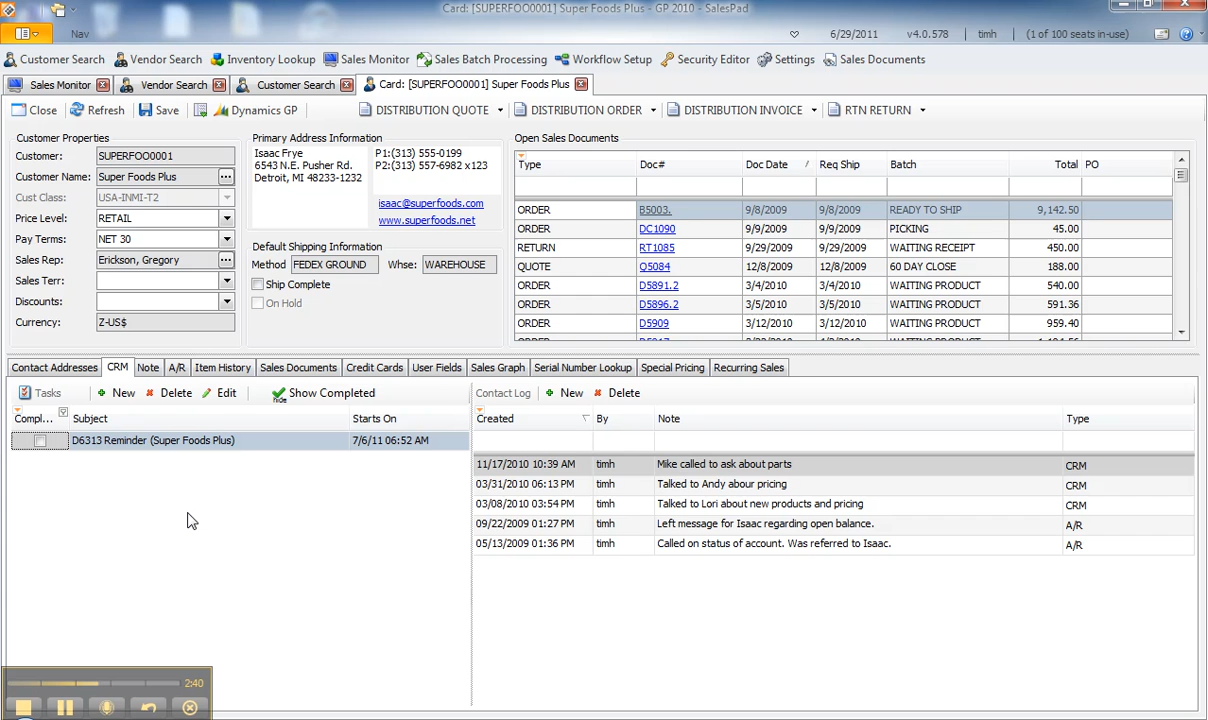 Card: [SUPERFOO0001] Super Foods Plus - GP 2010 - SalesPad
Nav 6/29/2011 v4.0.578 timh (1 of 100 seats in-use)
Customer Search Vendor Search Inventory Lookup Sales Monitor Sales Batch Processing Workflow Setup Security Editor Settings Sales Documents
Sales Monitor Vendor Search Customer Search Card: [SUPERFOO0001] Super Foods Plus
Close Refresh Save Dynamics GP DISTRIBUTION QUOTE DISTRIBUTION ORDER DISTRIBUTION INVOICE RTN RETURN
Customer Properties
Customer: SUPERFOO0001
Customer Name: Super Foods Plus ...
Cust Class: USA-INMI-T2
Price Level: RETAIL
Pay Terms: NET 30
Sales Rep: Erickson, Gregory ...
Sales Terr:
Discounts:
Currency: Z-US$
Primary Address Information
Isaac Frye
6543 N.E. Pusher Rd.
Detroit, MI 48233-1232
P1:(313) 555-0199
P2:(313) 557-6982 x123
isaac@superfoods.com
www.superfoods.net
Default Shipping Information
Method FEDEX GROUND Whse: WAREHOUSE
Ship Complete
On Hold
Open Sales Documents
Type Doc# Doc Date Req Ship Batch Total PO
ORDER B5003. 9/8/2009 9/8/2009 READY TO SHIP 9,142.50
ORDER DC1090 9/9/2009 9/9/2009 PICKING 45.00
RETURN RT1085 9/29/2009 9/29/2009 WAITING RECEIPT 450.00
QUOTE Q5084 12/8/2009 12/8/2009 60 DAY CLOSE 188.00
ORDER D5891.2 3/4/2010 3/4/2010 WAITING PRODUCT 540.00
ORDER D5896.2 3/5/2010 3/5/2010 WAITING PRODUCT 591.36
ORDER D5909 3/12/2010 3/12/2010 WAITING PRODUCT 959.40
Contact Addresses CRM Note A/R Item History Sales Documents Credit Cards User Fields Sales Graph Serial Number Lookup Special Pricing Recurring Sales
Tasks New Delete Edit hide Show Completed
Compl... Subject Starts On
D6313 Reminder (Super Foods Plus) 7/6/11 06:52 AM
Contact Log New Delete
Created By Note Type
11/17/2010 10:39 AM timh Mike called to ask about parts CRM
03/31/2010 06:13 PM timh Talked to Andy abour pricing CRM
03/08/2010 03:54 PM timh Talked to Lori about new products and pricing CRM
09/22/2009 01:27 PM timh Left message for Isaac regarding open balance. A/R
05/13/2009 01:36 PM timh Called on status of account. Was referred to Isaac. A/R
2:40